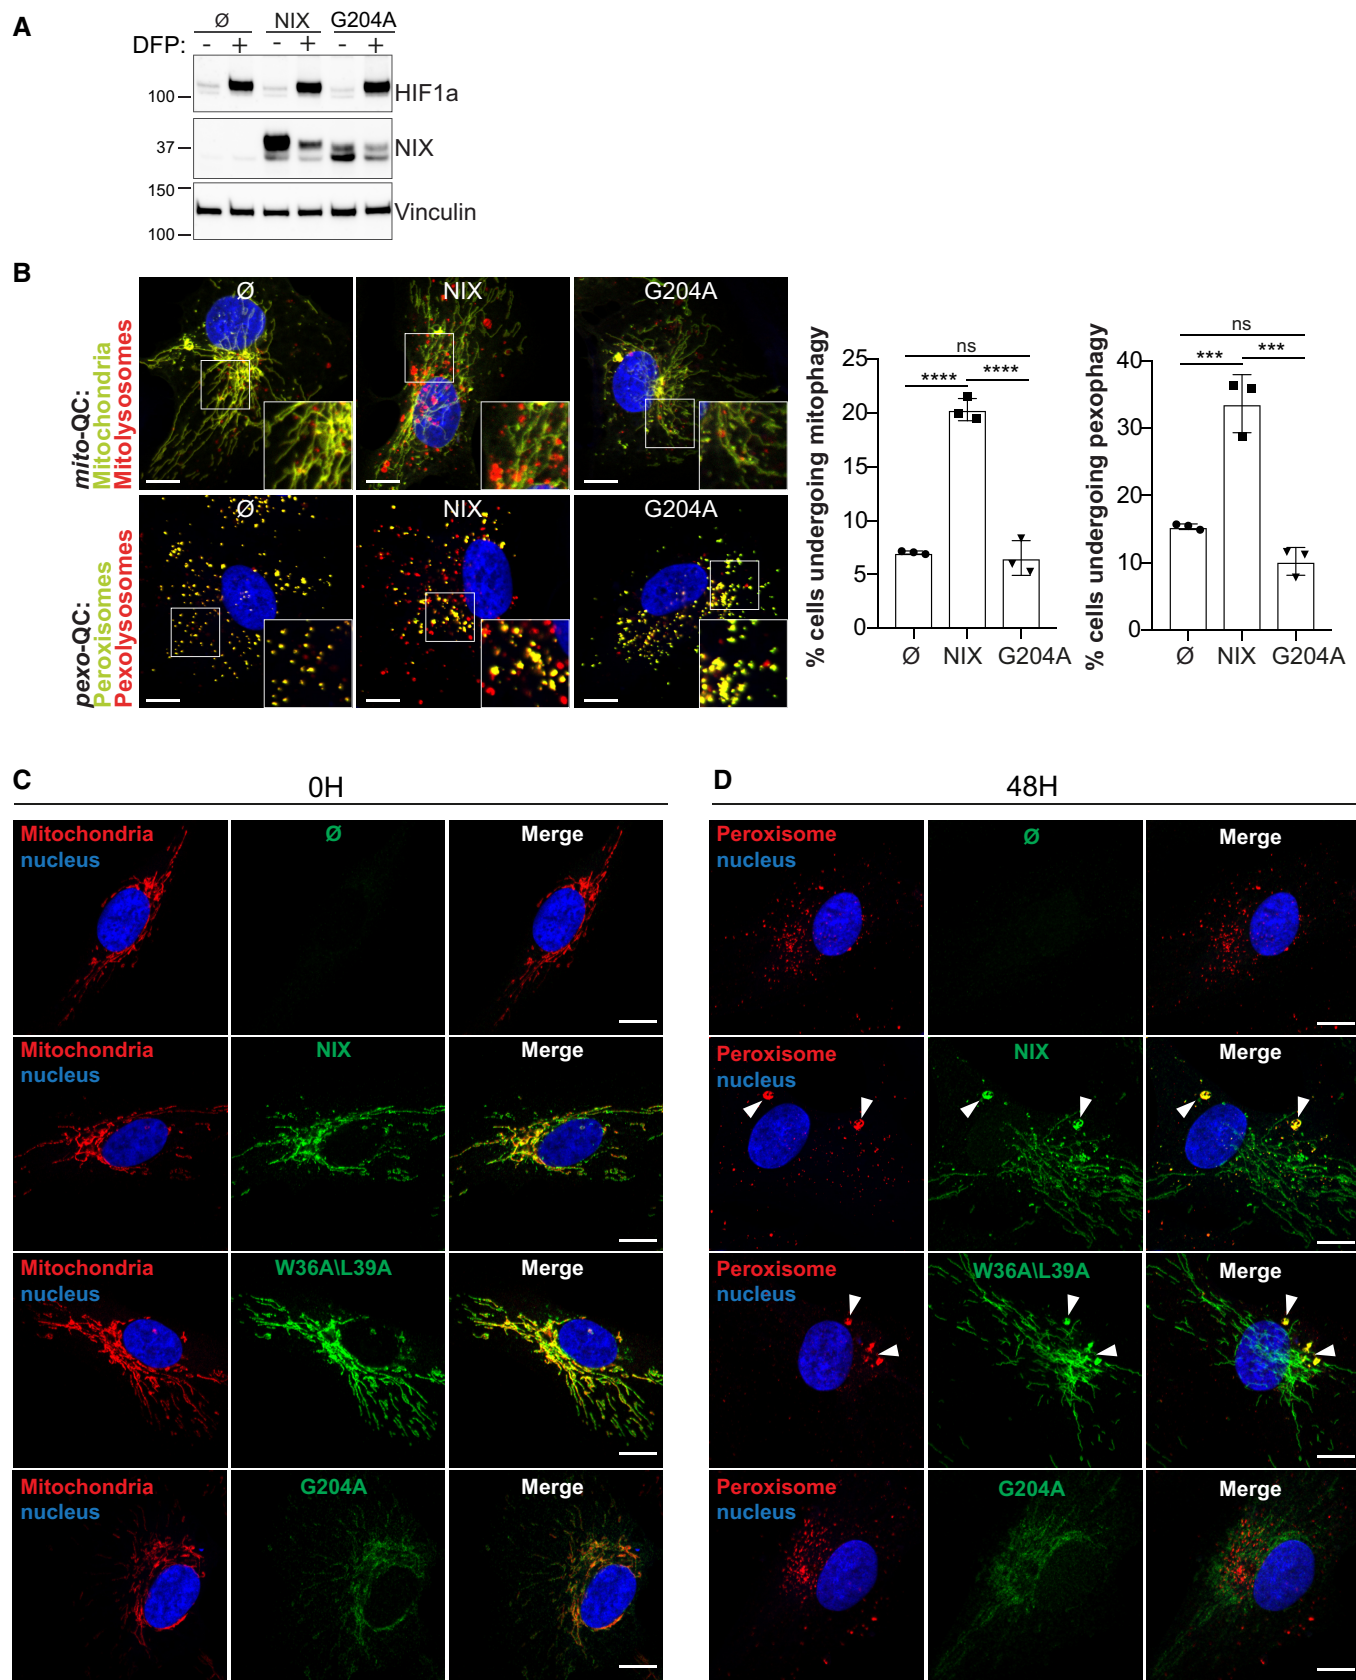 A
Ø NIX G204A
DFP: - + - + - +
100 HIF1a
37 NIX
150
Vinculin
100
B
mito-QC:
Mitochondria
Mitolysosomes
Ø NIX G204A
pexo-QC:
Peroxisomes
Pexolysosomes
Ø NIX G204A
% cells undergoing mitophagy
25
20
15
10
5
0
ns
**** ****
Ø NIX G204A
% cells undergoing pexophagy
40
30
20
10
0
ns
*** ***
Ø NIX G204A
C
0H
Mitochondria Ø Merge
nucleus
Mitochondria NIX Merge
nucleus
Mitochondria W36A\L39A Merge
nucleus
Mitochondria G204A Merge
nucleus
D
48H
Peroxisome Ø Merge
nucleus
Peroxisome NIX Merge
nucleus
Peroxisome W36A\L39A Merge
nucleus
Peroxisome G204A Merge
nucleus